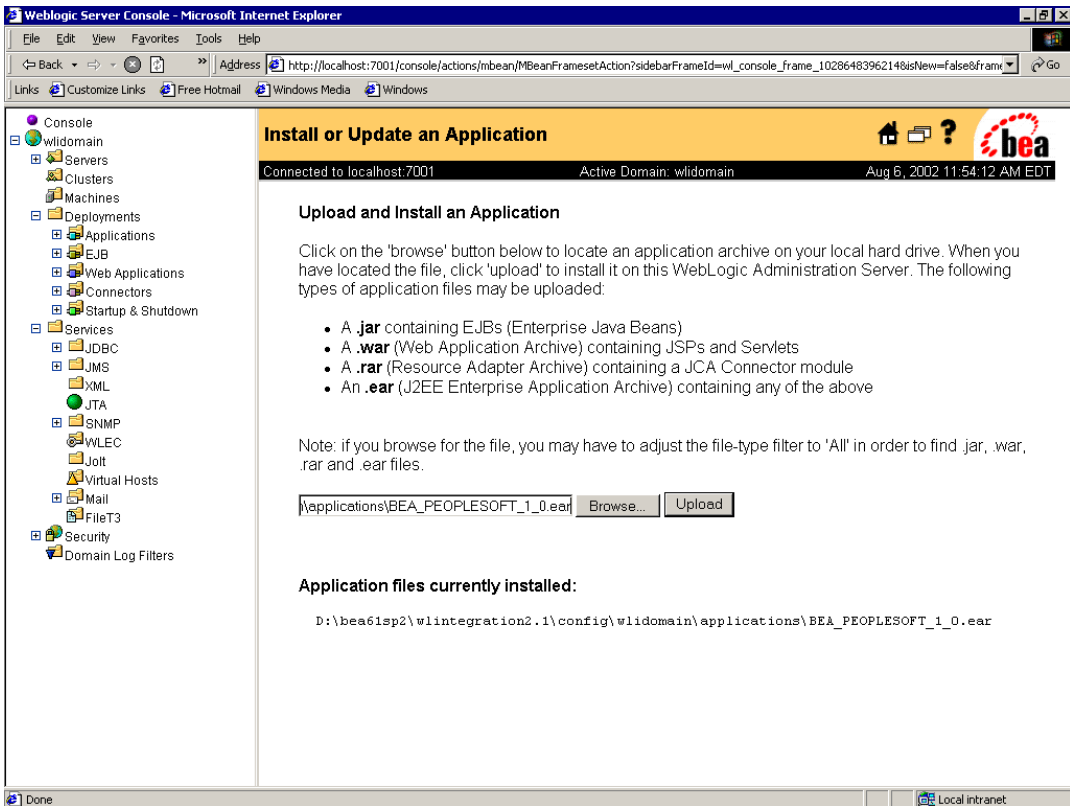 Weblogic Server Console - Microsoft Internet Explorer
File Edit View Favorites Tools Help
Back » Address http://localhost:7001/console/actions/mbean/MBeanFramesetAction?sidebarFrameId=wl_console_frame_1028648396214&isNew=false&frame Go
Links Customize Links Free Hotmail Windows Media Windows
Console
wlidomain
Servers
Clusters
Machines
Deployments
Applications
EJB
Web Applications
Connectors
Startup & Shutdown
Services
JDBC
JMS
XML
JTA
SNMP
WLEC
Jolt
Virtual Hosts
Mail
FileT3
Security
Domain Log Filters
Install or Update an Application
? bea
Connected to localhost:7001 Active Domain: wlidomain Aug 6, 2002 11:54:12 AM EDT
Upload and Install an Application
Click on the 'browse' button below to locate an application archive on your local hard drive. When you
have located the file, click 'upload' to install it on this WebLogic Administration Server. The following
types of application files may be uploaded:
• A .jar containing EJBs (Enterprise Java Beans)
• A .war (Web Application Archive) containing JSPs and Servlets
• A .rar (Resource Adapter Archive) containing a JCA Connector module
• An .ear (J2EE Enterprise Application Archive) containing any of the above
Note: if you browse for the file, you may have to adjust the file-type filter to 'All' in order to find .jar, .war,
.rar and .ear files.
\applications\BEA_PEOPLESOFT_1_0.ear Browse... Upload
Application files currently installed:
D:\bea61sp2\wlintegration2.1\config\wlidomain\applications\BEA_PEOPLESOFT_1_0.ear
Done Local intranet